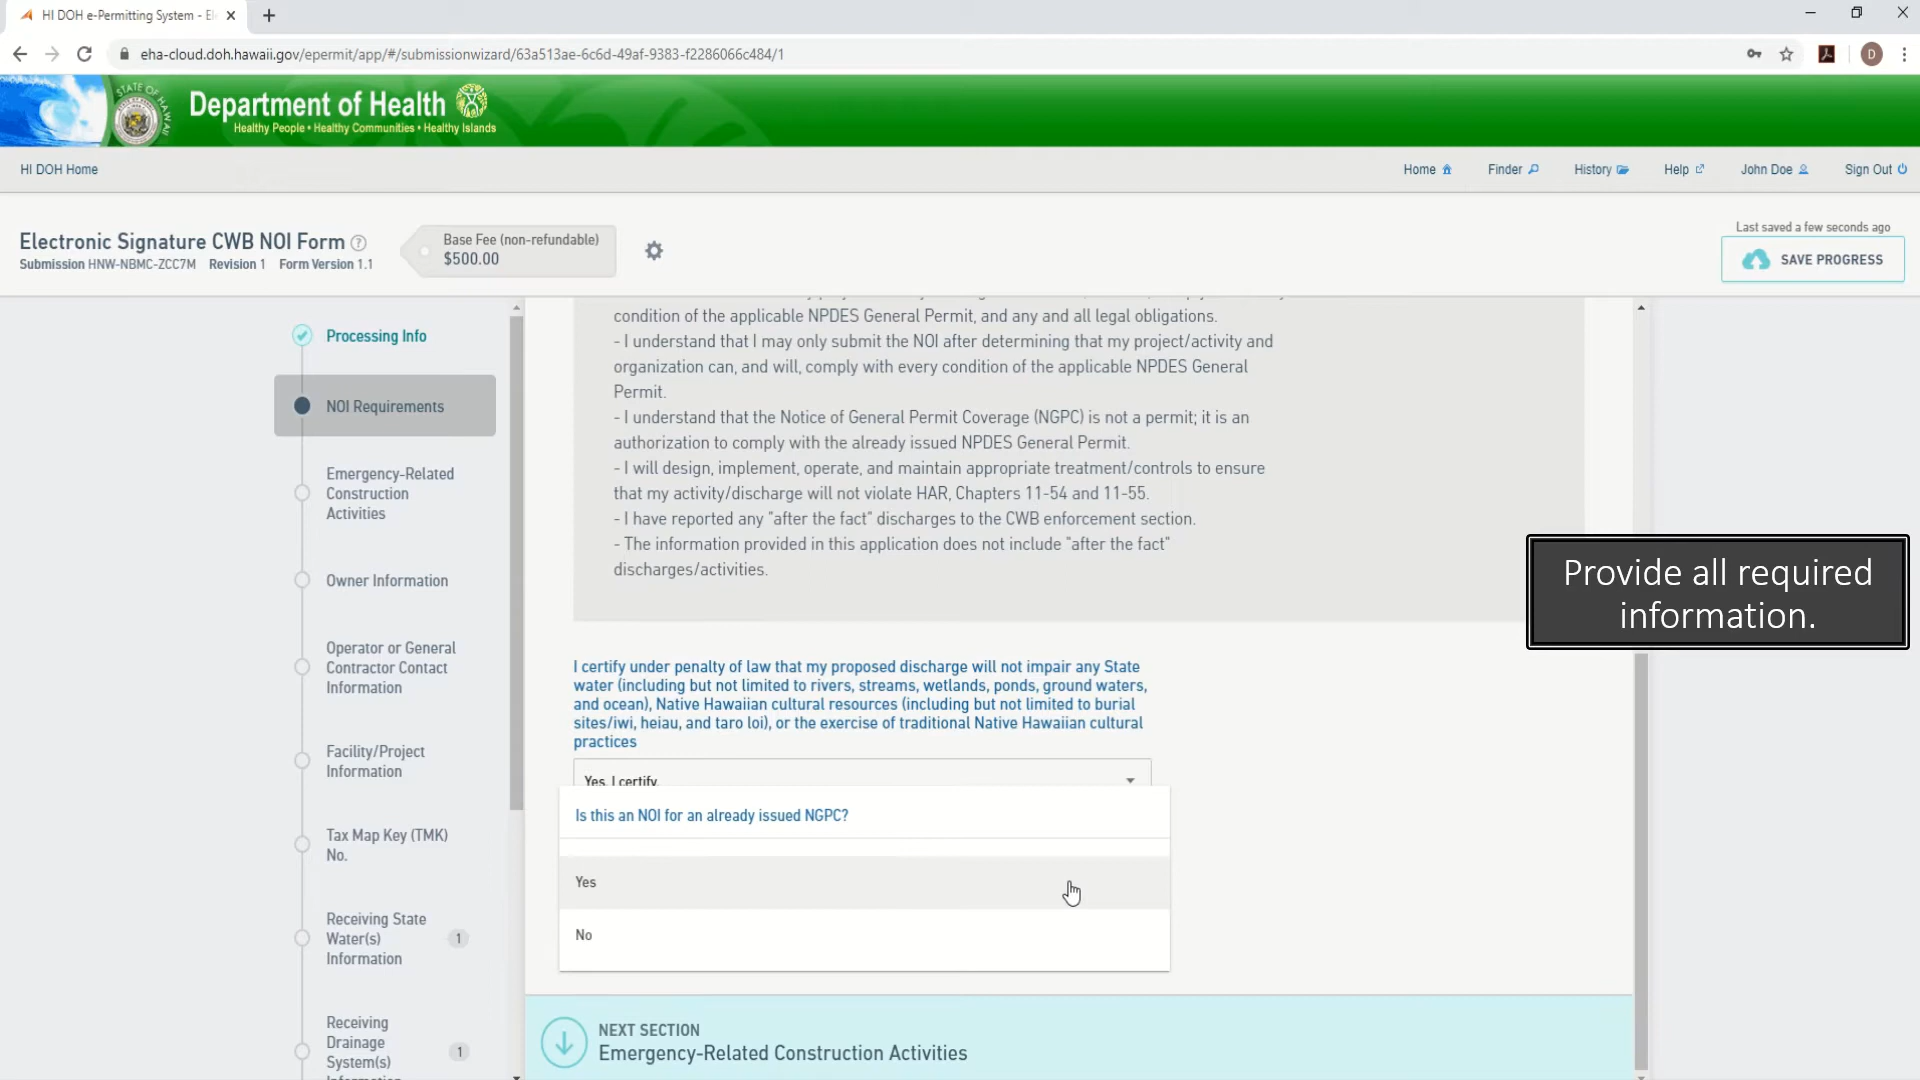 HI DOH e-Permitting System - El
eha-cloud.doh.hawaii.gov/epermit/app/#/submissionwizard/63a513ae-6c6d-49af-9383-f2286066c484/1
D
STATE OF HAWAII
Department of Health
Healthy People • Healthy Communities • Healthy Islands
HI DOH Home
Home
Finder
History
Help
John Doe
Sign Out
Electronic Signature CWB NOI Form
Submission HNW-NBMC-ZCC7M Revision 1 Form Version 1.1
Base Fee (non-refundable)
$500.00
Last saved a few seconds ago
SAVE PROGRESS
Processing Info
NOI Requirements
Emergency-Related
Construction
Activities
Owner Information
Operator or General
Contractor Contact
Information
Facility/Project
Information
Tax Map Key (TMK)
No.
Receiving State
Water(s)
Information
1
Receiving
Drainage
System(s)
Information
1
condition of the applicable NPDES General Permit, and any and all legal obligations.
- I understand that I may only submit the NOI after determining that my project/activity and
organization can, and will, comply with every condition of the applicable NPDES General
Permit.
- I understand that the Notice of General Permit Coverage (NGPC) is not a permit; it is an
authorization to comply with the already issued NPDES General Permit.
- I will design, implement, operate, and maintain appropriate treatment/controls to ensure
that my activity/discharge will not violate HAR, Chapters 11-54 and 11-55.
- I have reported any "after the fact" discharges to the CWB enforcement section.
- The information provided in this application does not include "after the fact"
discharges/activities.
Provide all required
information.
I certify under penalty of law that my proposed discharge will not impair any State
water (including but not limited to rivers, streams, wetlands, ponds, ground waters,
and ocean), Native Hawaiian cultural resources (including but not limited to burial
sites/iwi, heiau, and taro loi), or the exercise of traditional Native Hawaiian cultural
practices
Yes, I certify.
Is this an NOI for an already issued NGPC?
Yes
No
NEXT SECTION
Emergency-Related Construction Activities